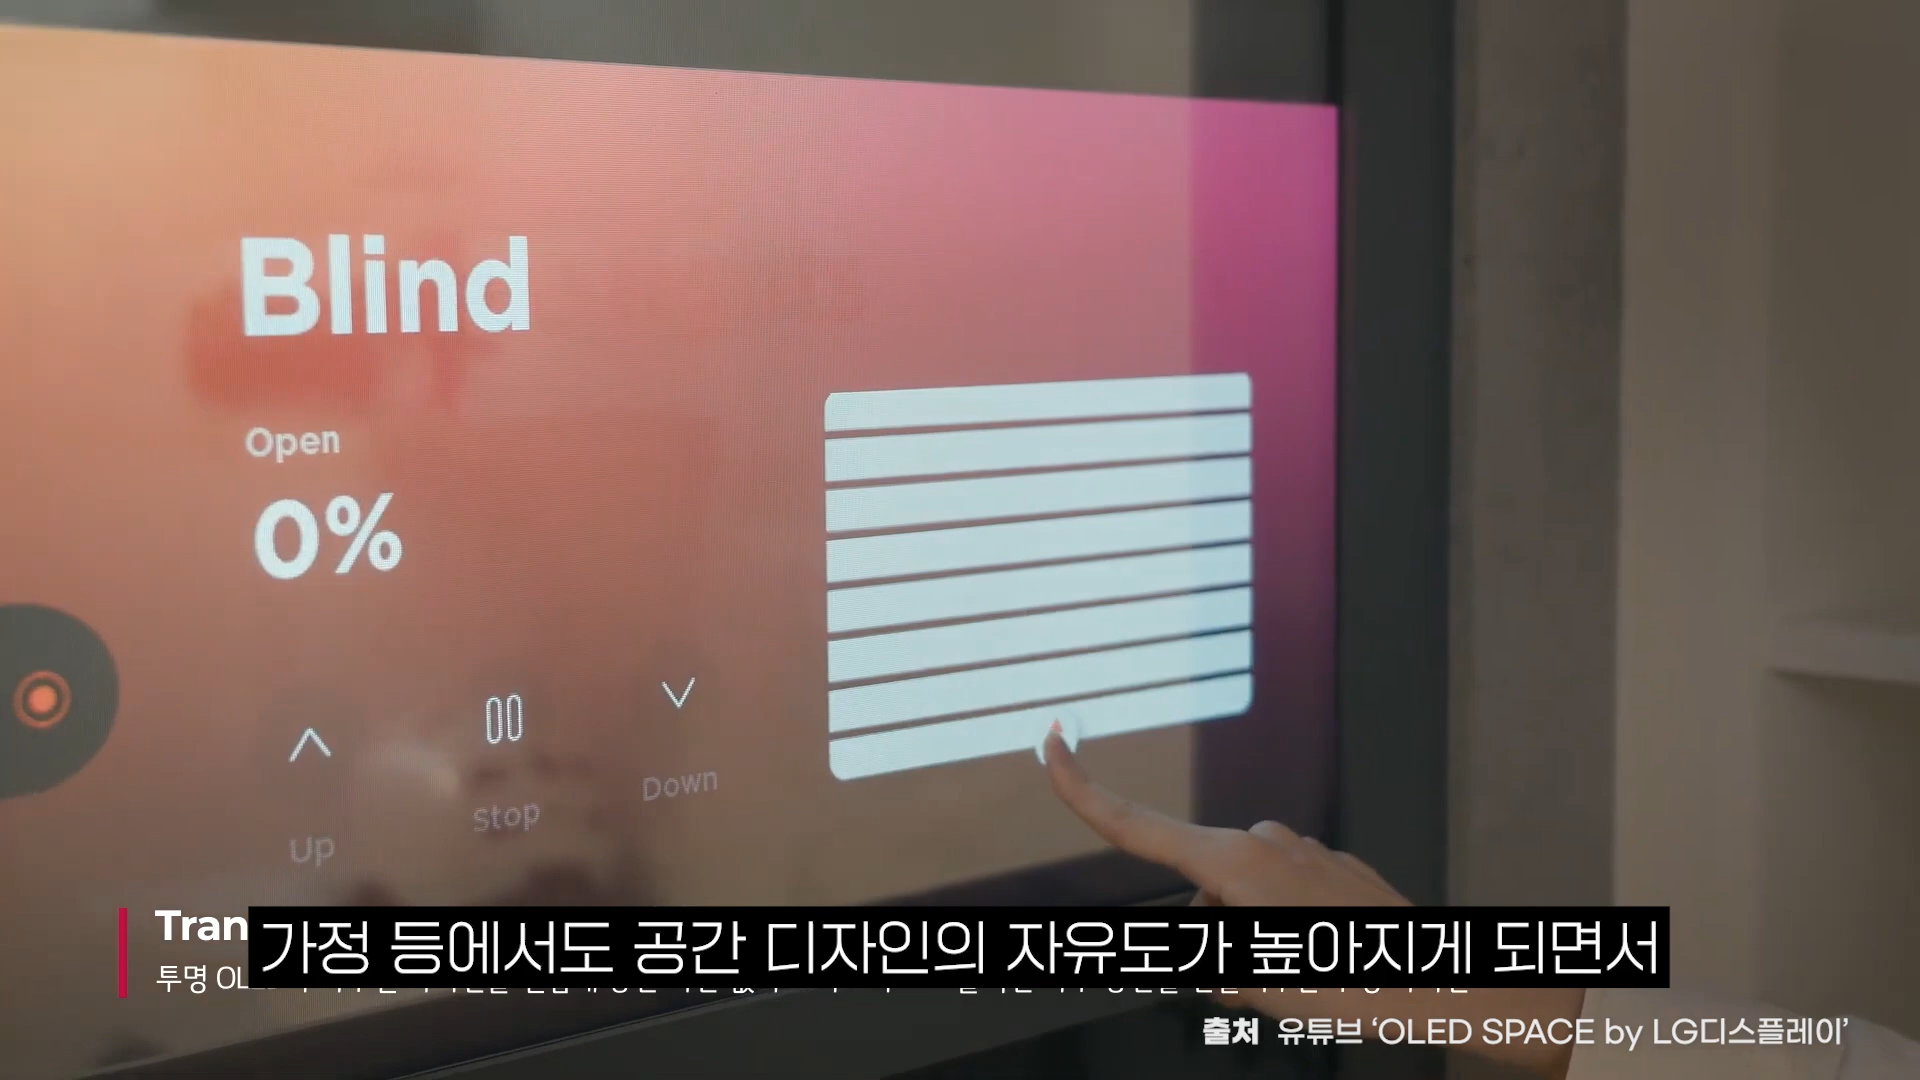 Blind
Open
0%
Up
Stop
Down
Tran
가정 등에서도 공간 디자인의 자유도가 높아지게 되면서
투명 OL
출처 유튜브 ‘OLED SPACE by LG디스플레이’